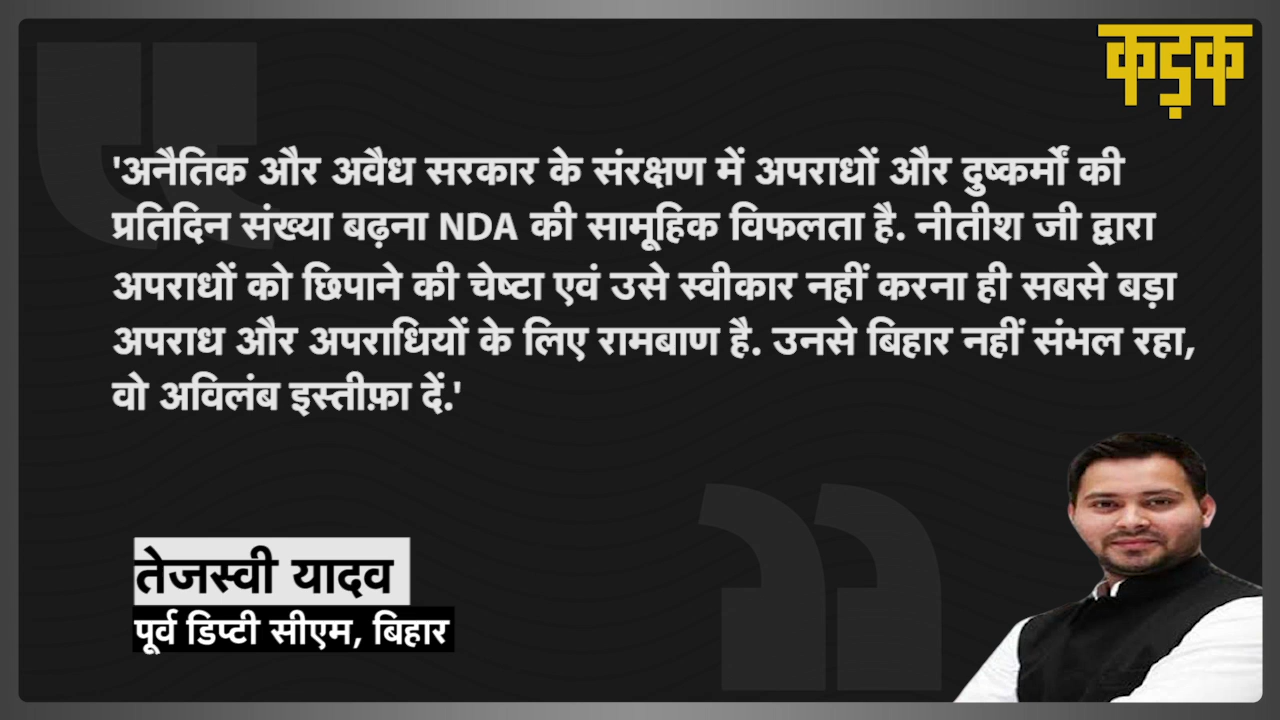 कड़क
'अनैतिक और अवैध सरकार के संरक्षण में अपराधों और दुष्कर्मों की
प्रतिदिन संख्या बढ़ना NDA की सामूहिक विफलता है. नीतीश जी द्वारा
अपराधों को छिपाने की चेष्टा एवं उसे स्वीकार नहीं करना ही सबसे बड़ा
अपराध और अपराधियों के लिए रामबाण है. उनसे बिहार नहीं संभल रहा,
वो अविलंब इस्तीफ़ा दें.'
तेजस्वी यादव
पूर्व डिप्टी सीएम, बिहार